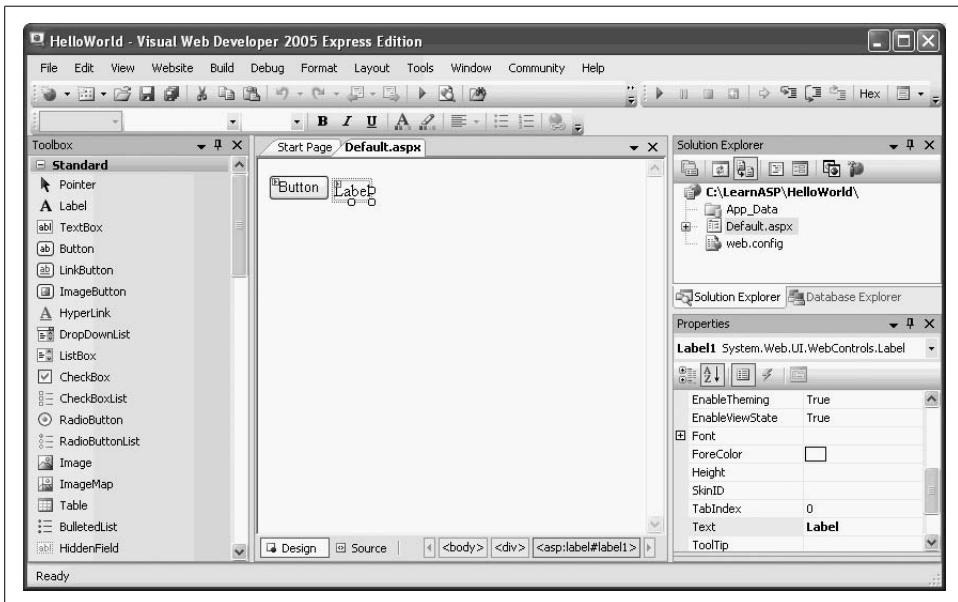 HelloWorld - Visual Web Developer 2005 Express Edition
File Edit View Website Build Debug Format Layout Tools Window Community Help
Hex
B I U A
Toolbox
Standard
Pointer
A Label
abl TextBox
ab Button
ab LinkButton
ImageButton
A HyperLink
DropDownList
ListBox
CheckBox
CheckBoxList
RadioButton
RadioButtonList
Image
ImageMap
Table
BulletedList
abl HiddenField
Start Page Default.aspx
Button Label
Design Source <body> <div> <asp:label#label1>
Solution Explorer
C:\LearnASP\HelloWorld\
App_Data
Default.aspx
web.config
Solution Explorer Database Explorer
Properties
Label1 System.Web.UI.WebControls.Label
EnableTheming True
EnableViewState True
Font
ForeColor
Height
SkinID
TabIndex 0
Text Label
ToolTip
Ready